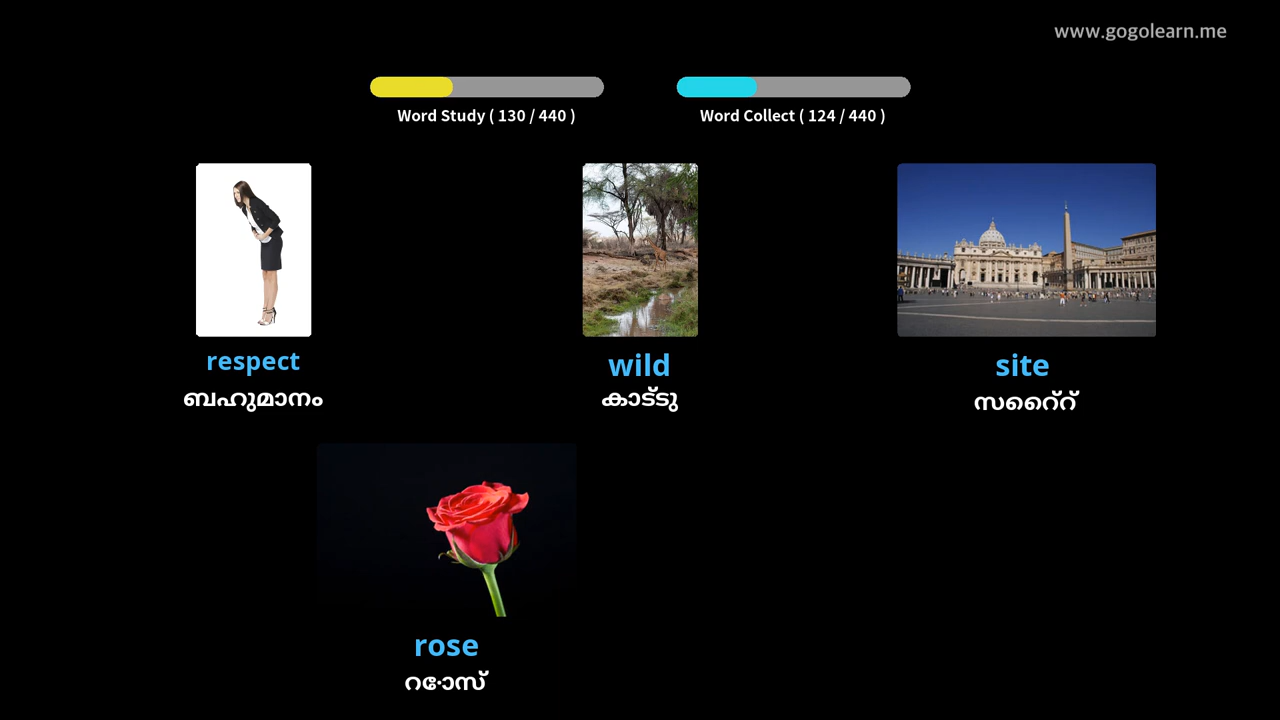 www.gogolearn.me
Word Study ( 130 / 440 )
Word Collect ( 124 / 440 )
respect
ബഹുമാനം
wild
കാട്ടു
site
സൈറ്റ്
rose
റോസ്